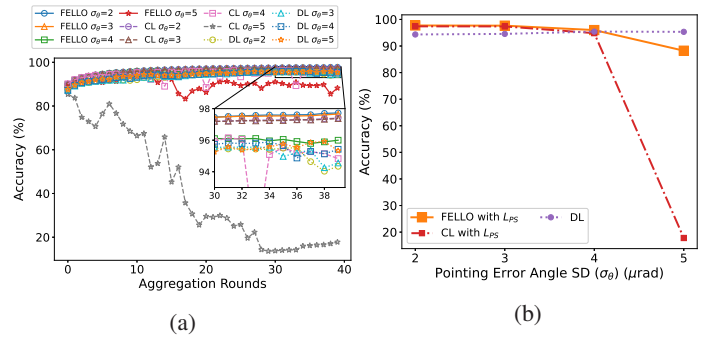 FELLO σθ=2 FELLO σθ=5 CL σθ=4 DL σθ=3
FELLO σθ=3 CL σθ=2 CL σθ=5 DL σθ=4
FELLO σθ=4 CL σθ=3 DL σθ=2 DL σθ=5
100
80
60
40
20
Accuracy (%)
98
97
96
95
94
93
30 32 34 36 38
0 10 20 30 40
Aggregation Rounds
(a)
100
90
80
70
60
50
40
30
20
Accuracy (%)
FELLO with LPS DL
CL with LPS
2 3 4 5
Pointing Error Angle SD (σθ) (μrad)
(b)